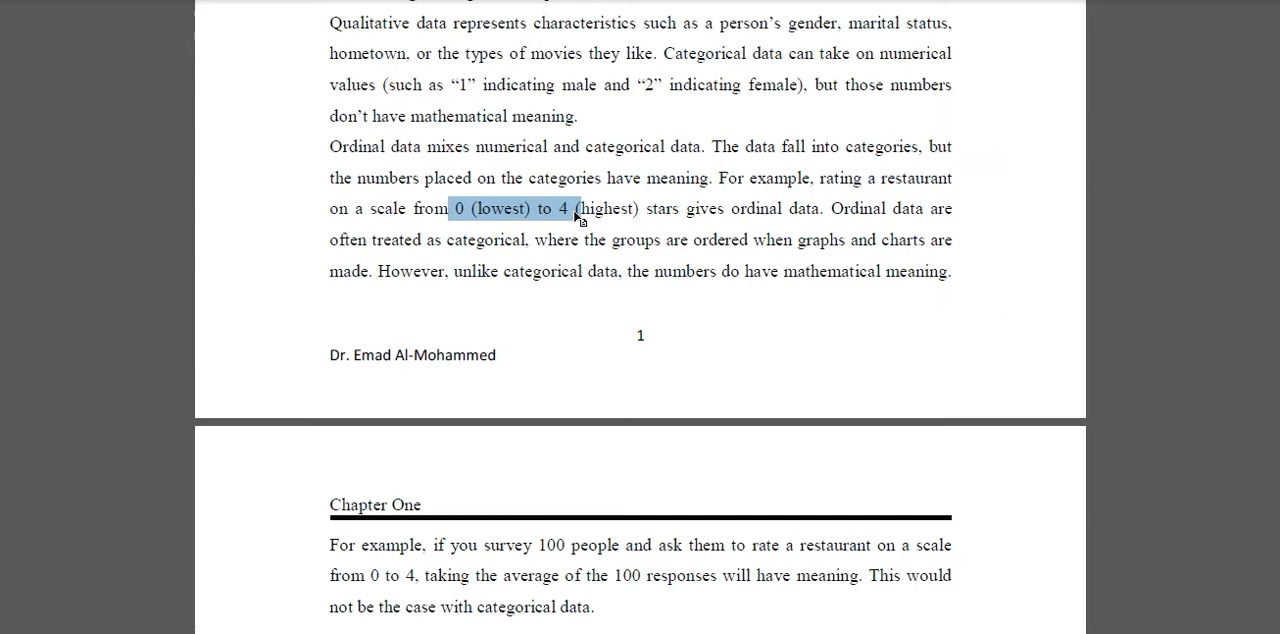 Qualitative data represents characteristics such as a person’s gender, marital status,
hometown, or the types of movies they like. Categorical data can take on numerical
values (such as “1” indicating male and “2” indicating female), but those numbers
don’t have mathematical meaning.
Ordinal data mixes numerical and categorical data. The data fall into categories, but
the numbers placed on the categories have meaning. For example, rating a restaurant
on a scale from 0 (lowest) to 4 (highest) stars gives ordinal data. Ordinal data are
often treated as categorical, where the groups are ordered when graphs and charts are
made. However, unlike categorical data, the numbers do have mathematical meaning.
1
Dr. Emad Al-Mohammed
Chapter One
For example, if you survey 100 people and ask them to rate a restaurant on a scale
from 0 to 4, taking the average of the 100 responses will have meaning. This would
not be the case with categorical data.